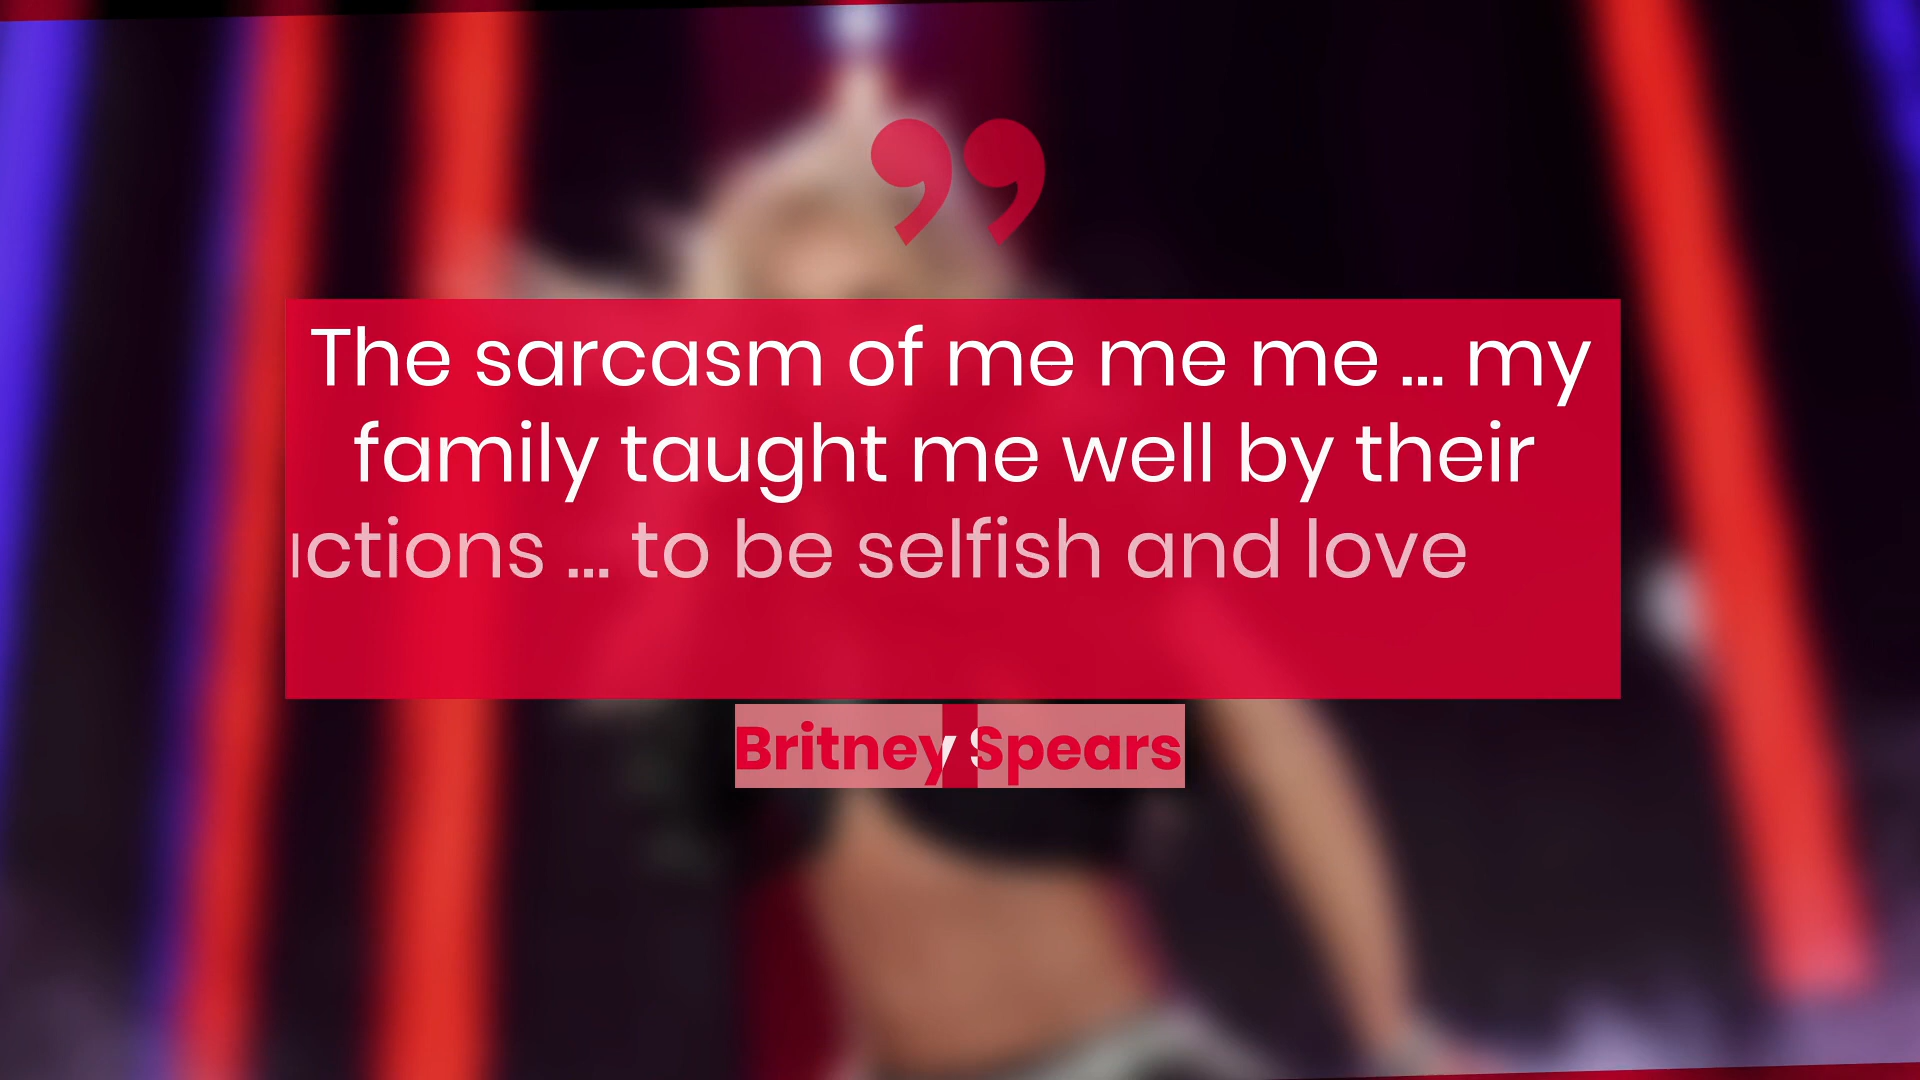 ”
The sarcasm of me me me ... my
family taught me well by their
actions ... to be selfish and love
Britney Spears